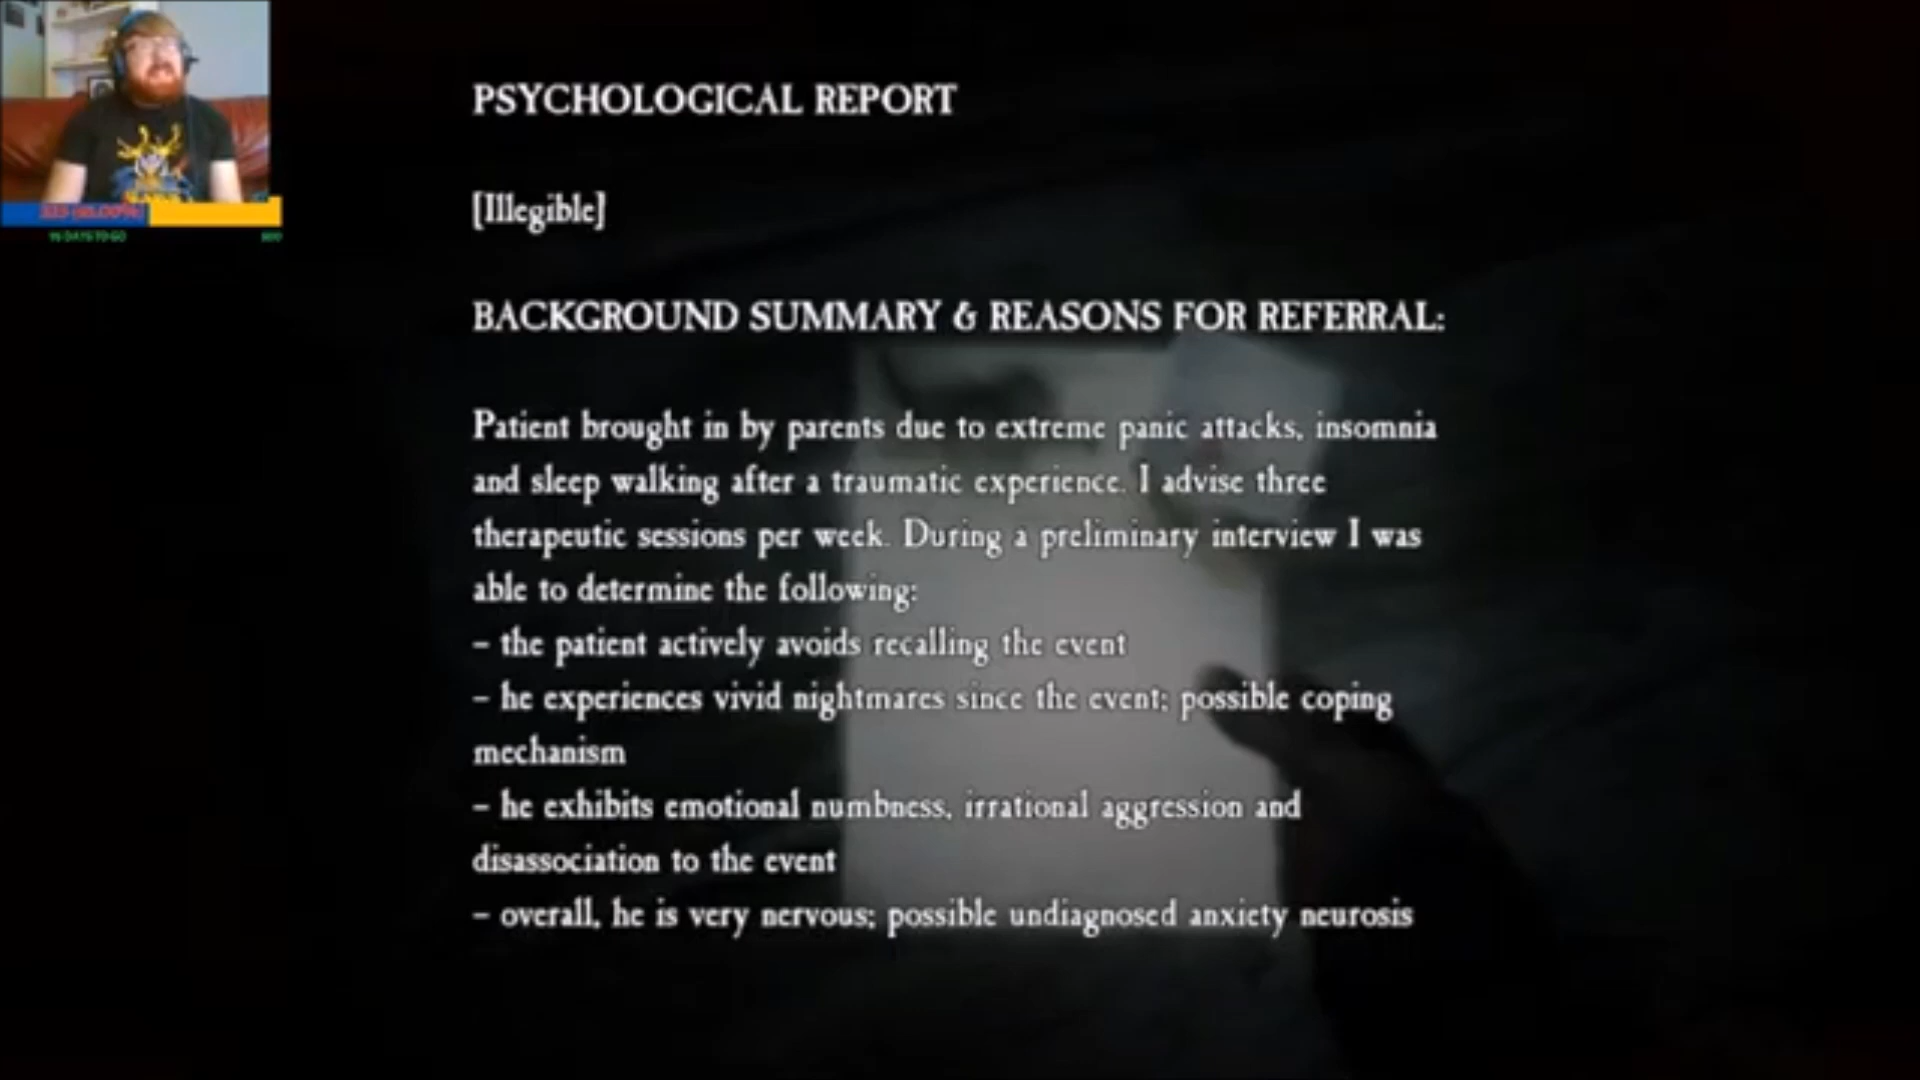 PSYCHOLOGICAL REPORT
[Illegible]
BACKGROUND SUMMARY & REASONS FOR REFERRAL:
Patient brought in by parents due to extreme panic attacks, insomnia
and sleep walking after a traumatic experience. I advise three
therapeutic sessions per week. During a preliminary interview I was
able to determine the following:
– the patient actively avoids recalling the event
– he experiences vivid nightmares since the event; possible coping
mechanism
– he exhibits emotional numbness, irrational aggression and
disassociation to the event
– overall, he is very nervous; possible undiagnosed anxiety neurosis